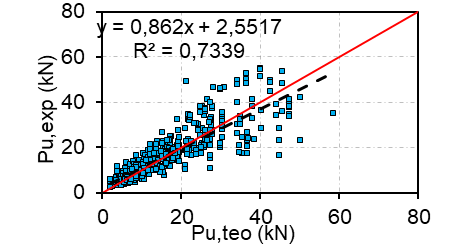 80
y = 0,862x + 2,5517
R² = 0,7339
60
40
20
0
Pu,exp (kN)
0 20 40 60 80
Pu,teo (kN)